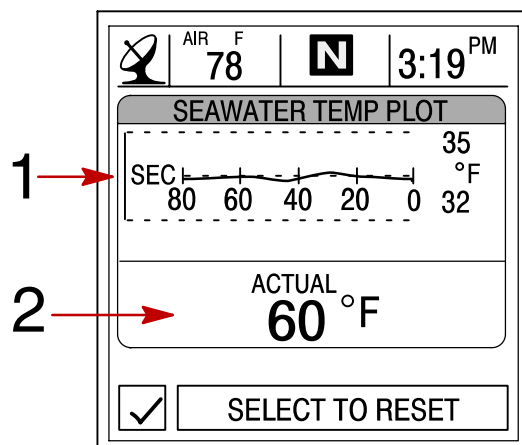 AIR F
78
N
3:19 PM
SEAWATER TEMP PLOT
35
°F
32
SEC
80 60 40 20 0
1
ACTUAL
60 °F
2
SELECT TO RESET